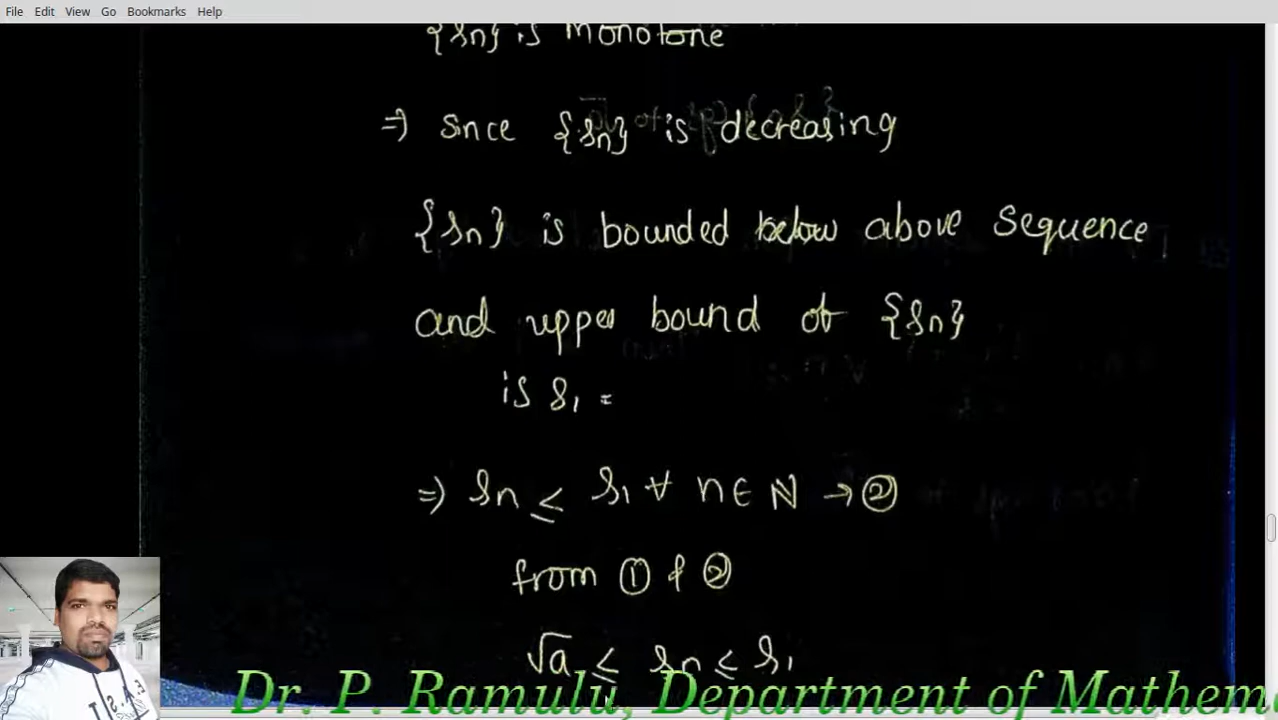 File Edit View Go Bookmarks Help
{Sn} is monotone
=) Since {Sn} is decreasing
{Sn} is bounded below above sequence
and upper bound of {Sn}
is S₁ =
=) Sn ≤ S₁ ∀ n ∈ ℕ → ②
from ① & ②
√a ≤ Sn ≤ S₁
Dr. P. Ramulu, Department of Mathem